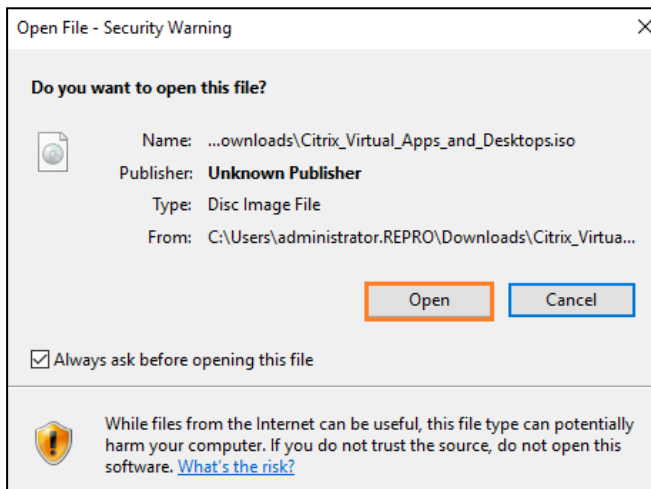 Open File - Security Warning
Do you want to open this file?
Name: ...ownloads\Citrix_Virtual_Apps_and_Desktops.iso
Publisher: Unknown Publisher
Type: Disc Image File
From: C:\Users\administrator.REPRO\Downloads\Citrix_Virtua...
Open Cancel
Always ask before opening this file
While files from the Internet can be useful, this file type can potentially
harm your computer. If you do not trust the source, do not open this
software. What's the risk?